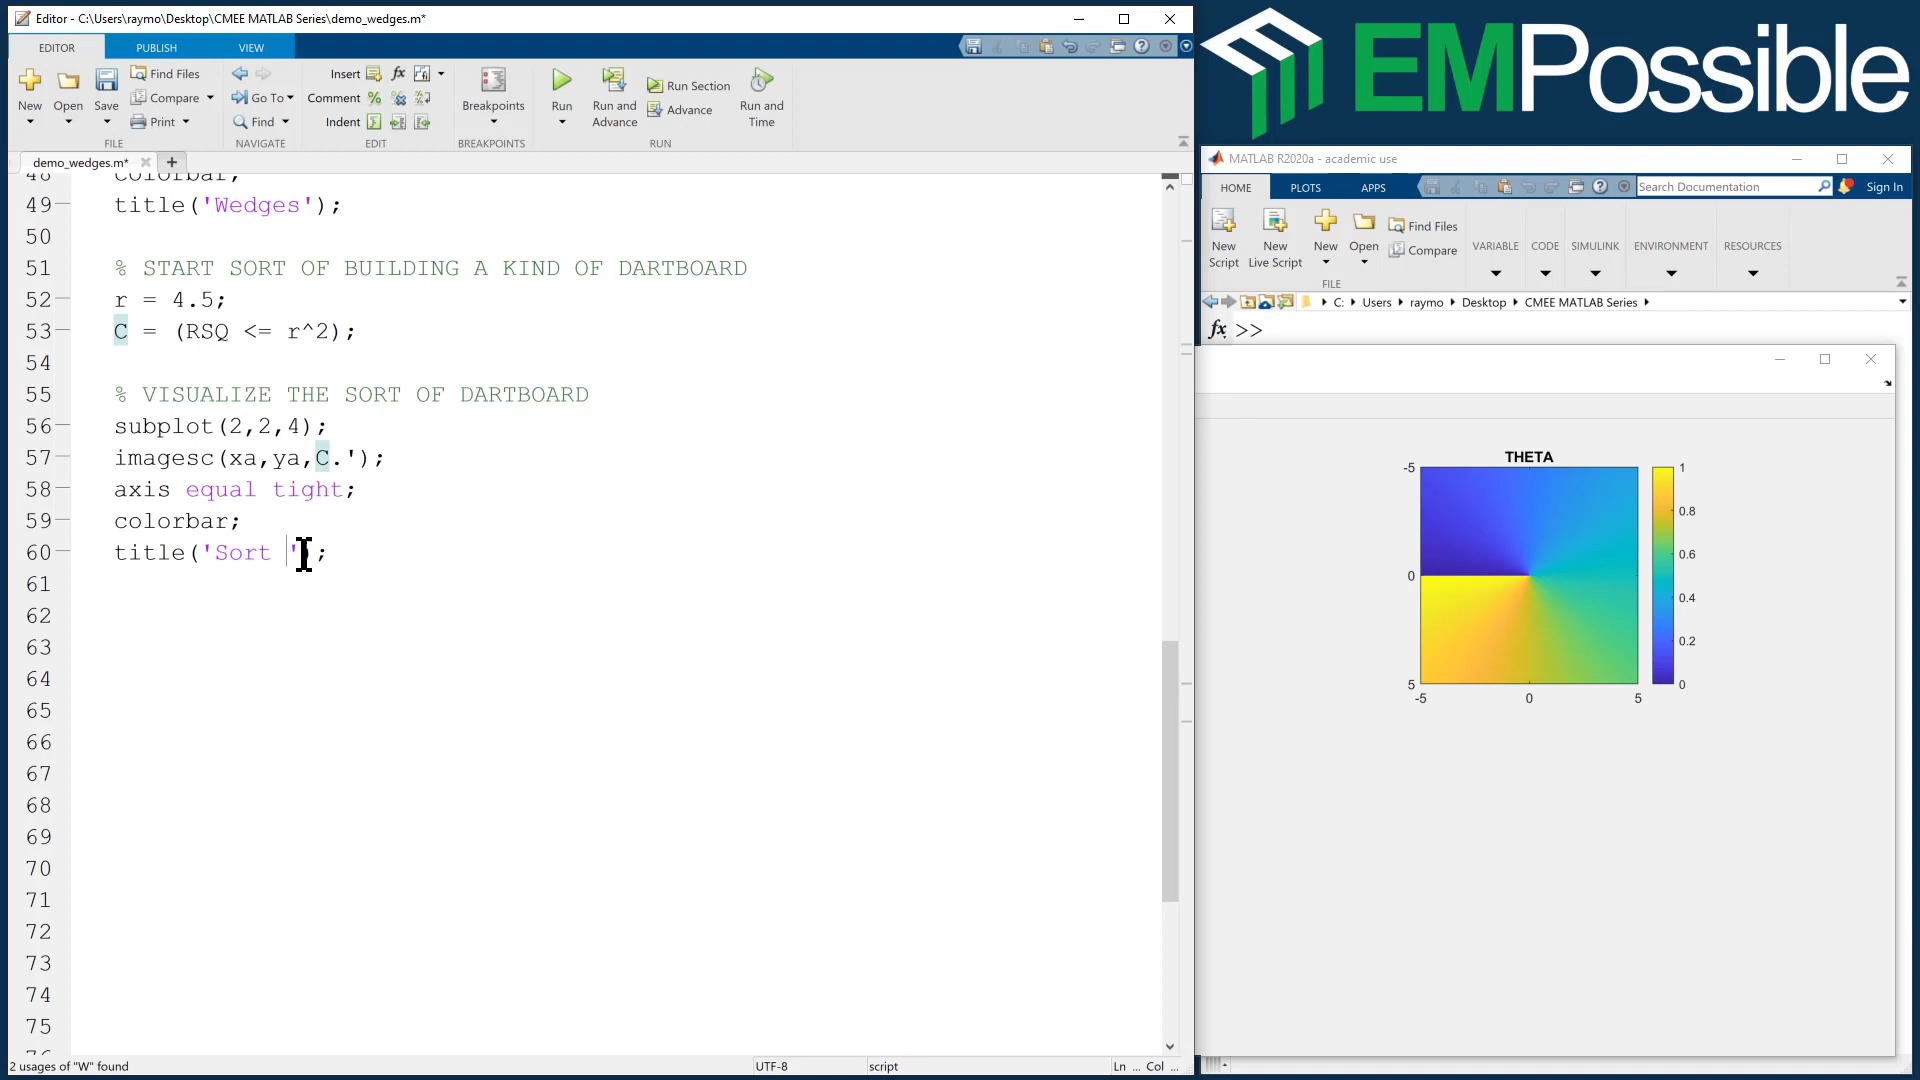 Editor - C:\Users\raymo\Desktop\CMEE MATLAB Series\demo_wedges.m*
EDITOR PUBLISH VIEW
New Open Save Find Files Compare Print
FILE
Go To Find
NAVIGATE
Insert fx
Comment %
Indent
EDIT
Breakpoints
BREAKPOINTS
Run Run and Advance Run Section Advance Run and Time
RUN
demo_wedges.m*
48 colorbar;
49 title('Wedges');
50
51 % START SORT OF BUILDING A KIND OF DARTBOARD
52 r = 4.5;
53 C = (RSQ <= r^2);
54
55 % VISUALIZE THE SORT OF DARTBOARD
56 subplot(2,2,4);
57 imagesc(xa,ya,C.');
58 axis equal tight;
59 colorbar;
60 title('Sort ');
61
62
63
64
65
66
67
68
69
70
71
72
73
74
75
2 usages of "W" found UTF-8 script Ln ... Col ...
EMPossible
MATLAB R2020a - academic use
HOME PLOTS APPS Search Documentation Sign In
New Script New Live Script New Open Find Files Compare
FILE
VARIABLE CODE SIMULINK ENVIRONMENT RESOURCES
C: Users raymo Desktop CMEE MATLAB Series
fx >>
THETA
-5
0
5
-5 0 5
1
0.8
0.6
0.4
0.2
0